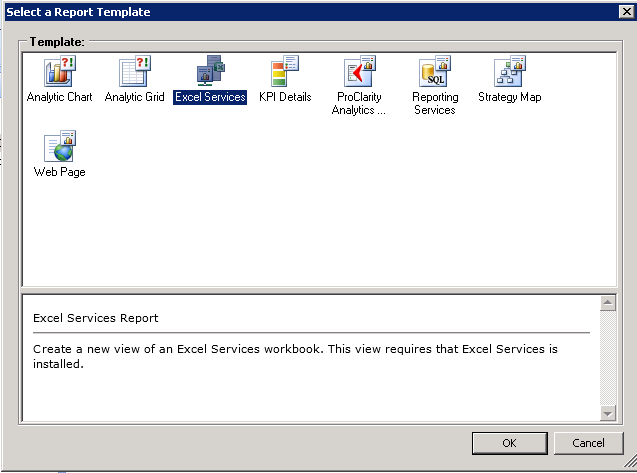 Select a Report Template
Template:
Analytic Chart
Analytic Grid
Excel Services
KPI Details
ProClarity
Analytics ...
Reporting
Services
Strategy Map
Web Page
Excel Services Report
Create a new view of an Excel Services workbook. This view requires that Excel Services is
installed.
OK
Cancel